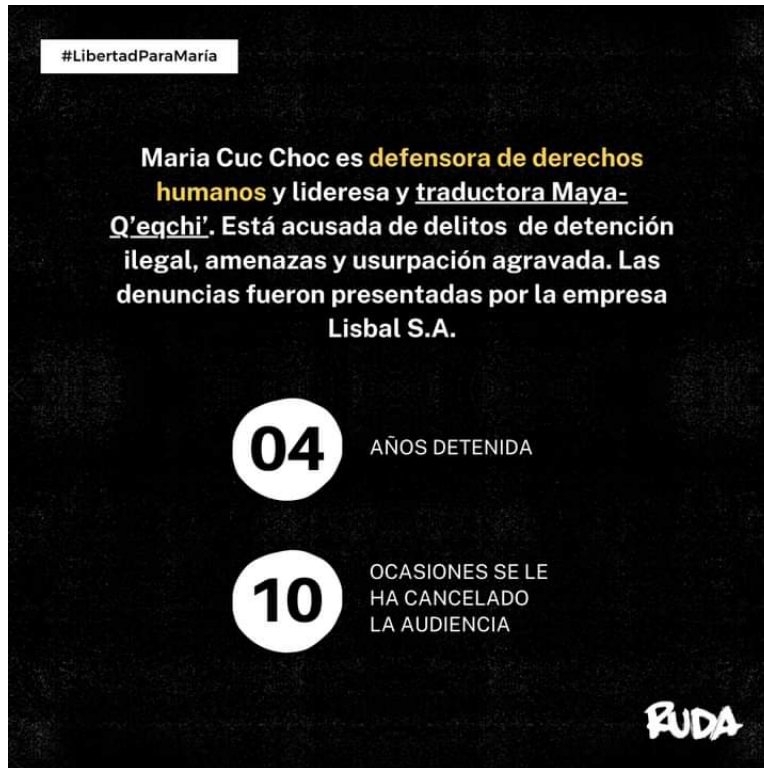 #LibertadParaMaría
Maria Cuc Choc es defensora de derechos
humanos y lideresa y traductora Maya-
Q’eqchi’. Está acusada de delitos  de detención
ilegal, amenazas y usurpación agravada. Las
denuncias fueron presentadas por la empresa
Lisbal S.A.
04
AÑOS DETENIDA
10
OCASIONES SE LE
HA CANCELADO
LA AUDIENCIA
RUDA